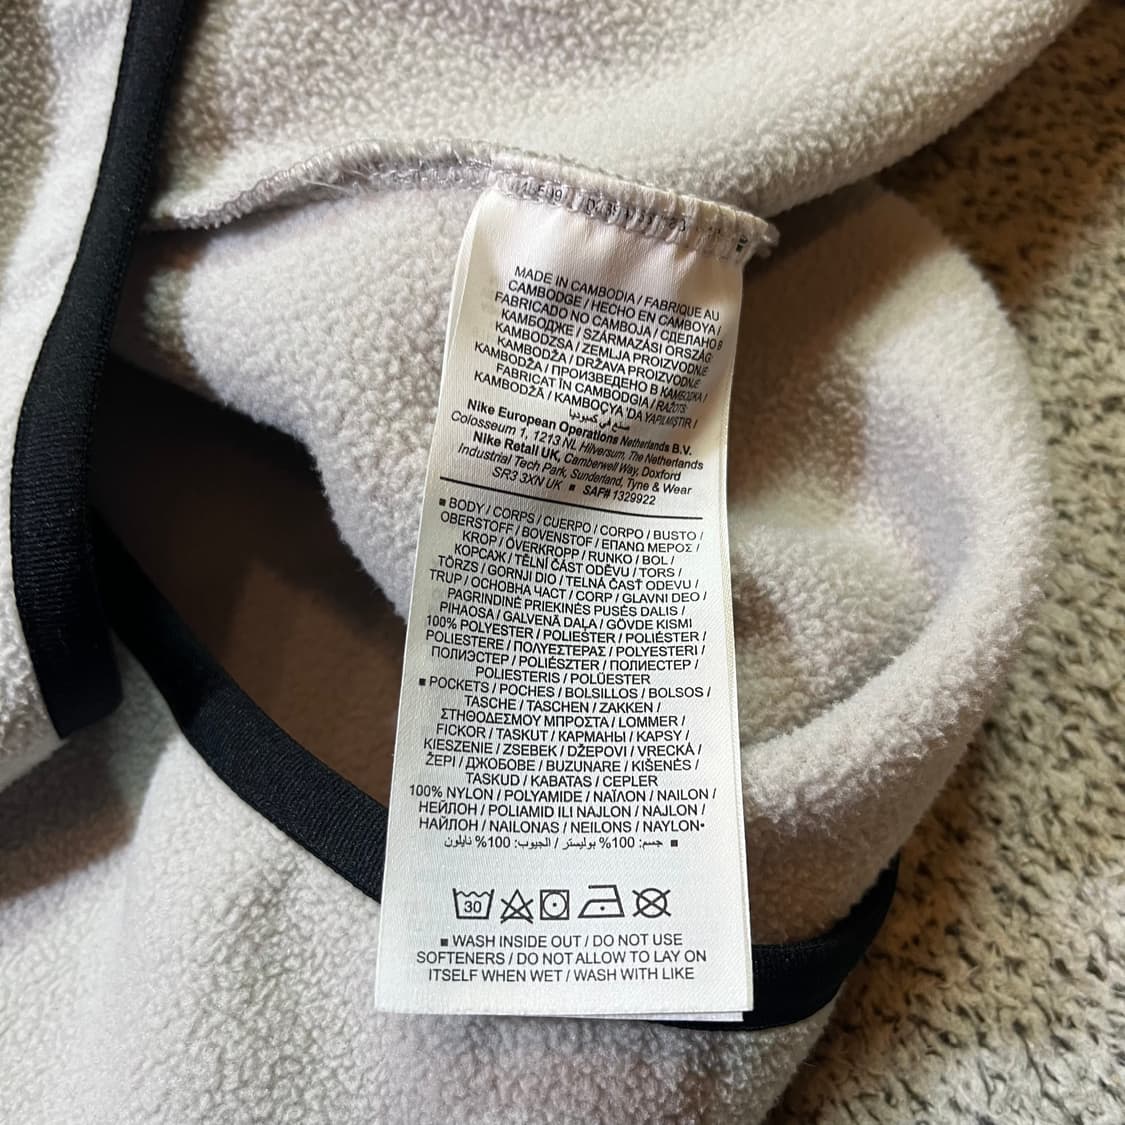 MADE IN CAMBODIA / FABRIQUE AU
CAMBODGE / HECHO EN CAMBOYA /
FABRICADO NO CAMBOJA / СДЕЛАНО В
КАМБОДЖЕ / SZÁRMAZÁSI ORSZÁG:
KAMBODZSA / ZEMLJA PROIZVODNJE
KAMBODŽA / DRŽAVA PROIZVODNJE
KAMBODŽA / ПРОИЗВЕДЕНО В КАМБОДЖА /
FABRICAT ÎN CAMBODGIA / RAŽOTS:
KAMBODŽĀ / KAMBOÇYA 'DA YAPILMIŞTIR /
صنع في كمبوديا
Nike European Operations Netherlands B.V.
Colosseum 1, 1213 NL Hilversum, The Netherlands
Nike Retail UK, Camberwell Way, Doxford
Industrial Tech Park, Sunderland, Tyne & Wear
SR3 3XN UK ■ SAF# 1329922
■ BODY / CORPS / CUERPO / CORPO / BUSTO /
OBERSTOFF / BOVENSTOF / ΕΠΑΝΩ ΜΕΡΟΣ /
KROP / ÖVERKROPP / RUNKO / BOL /
КОРСАЖ / TĚLNÍ ČÁST ODĚVU / TORS /
TÖRZS / GORNJI DIO / TELNÁ ČASŤ ODEVU /
TRUP / ОСНОВНА ЧАСТ / CORP / GLAVNI DEO /
PAGRINDINĖ PRIEKINĖS PUSĖS DALIS /
PIHAOSA / GALVENĀ DAĻA / GÖVDE KISMI
100% POLYESTER / POLIEŠTER / POLIÉSTER /
POLIESTERE / ΠΟΛΥΕΣΤΕΡΑΣ / POLYESTERI /
ПОЛИЭСТЕР / POLIÉSZTER / ПОЛИЕСТЕР /
POLIESTERIS / POLÜESTER
■ POCKETS / POCHES / BOLSILLOS / BOLSOS /
TASCHE / TASCHEN / ZAKKEN /
ΣΤΗΘΟΔΕΣΜΟΥ ΜΠΡΟΣΤΑ / LOMMER /
FICKOR / TASKUT / КАРМАНЫ / KAPSY /
KIESZENIE / ZSEBEK / DŽEPOVI / VRECKÁ /
ŽEPI / ДЖОБОВЕ / BUZUNARE / KIŠENĖS /
TASKUD / KABATAS / CEPLER
100% NYLON / POLYAMIDE / ΝΑΪΛΟΝ / NAILON /
НЕЙЛОН / POLIAMID ILI NAJLON / NAJLON /
НАЙЛОН / NAILONAS / NEILONS / NAYLON•
■ جسم: 100% بوليستر / الجيوب: 100% نايلون
30
■ WASH INSIDE OUT / DO NOT USE
SOFTENERS / DO NOT ALLOW TO LAY ON
ITSELF WHEN WET / WASH WITH LIKE